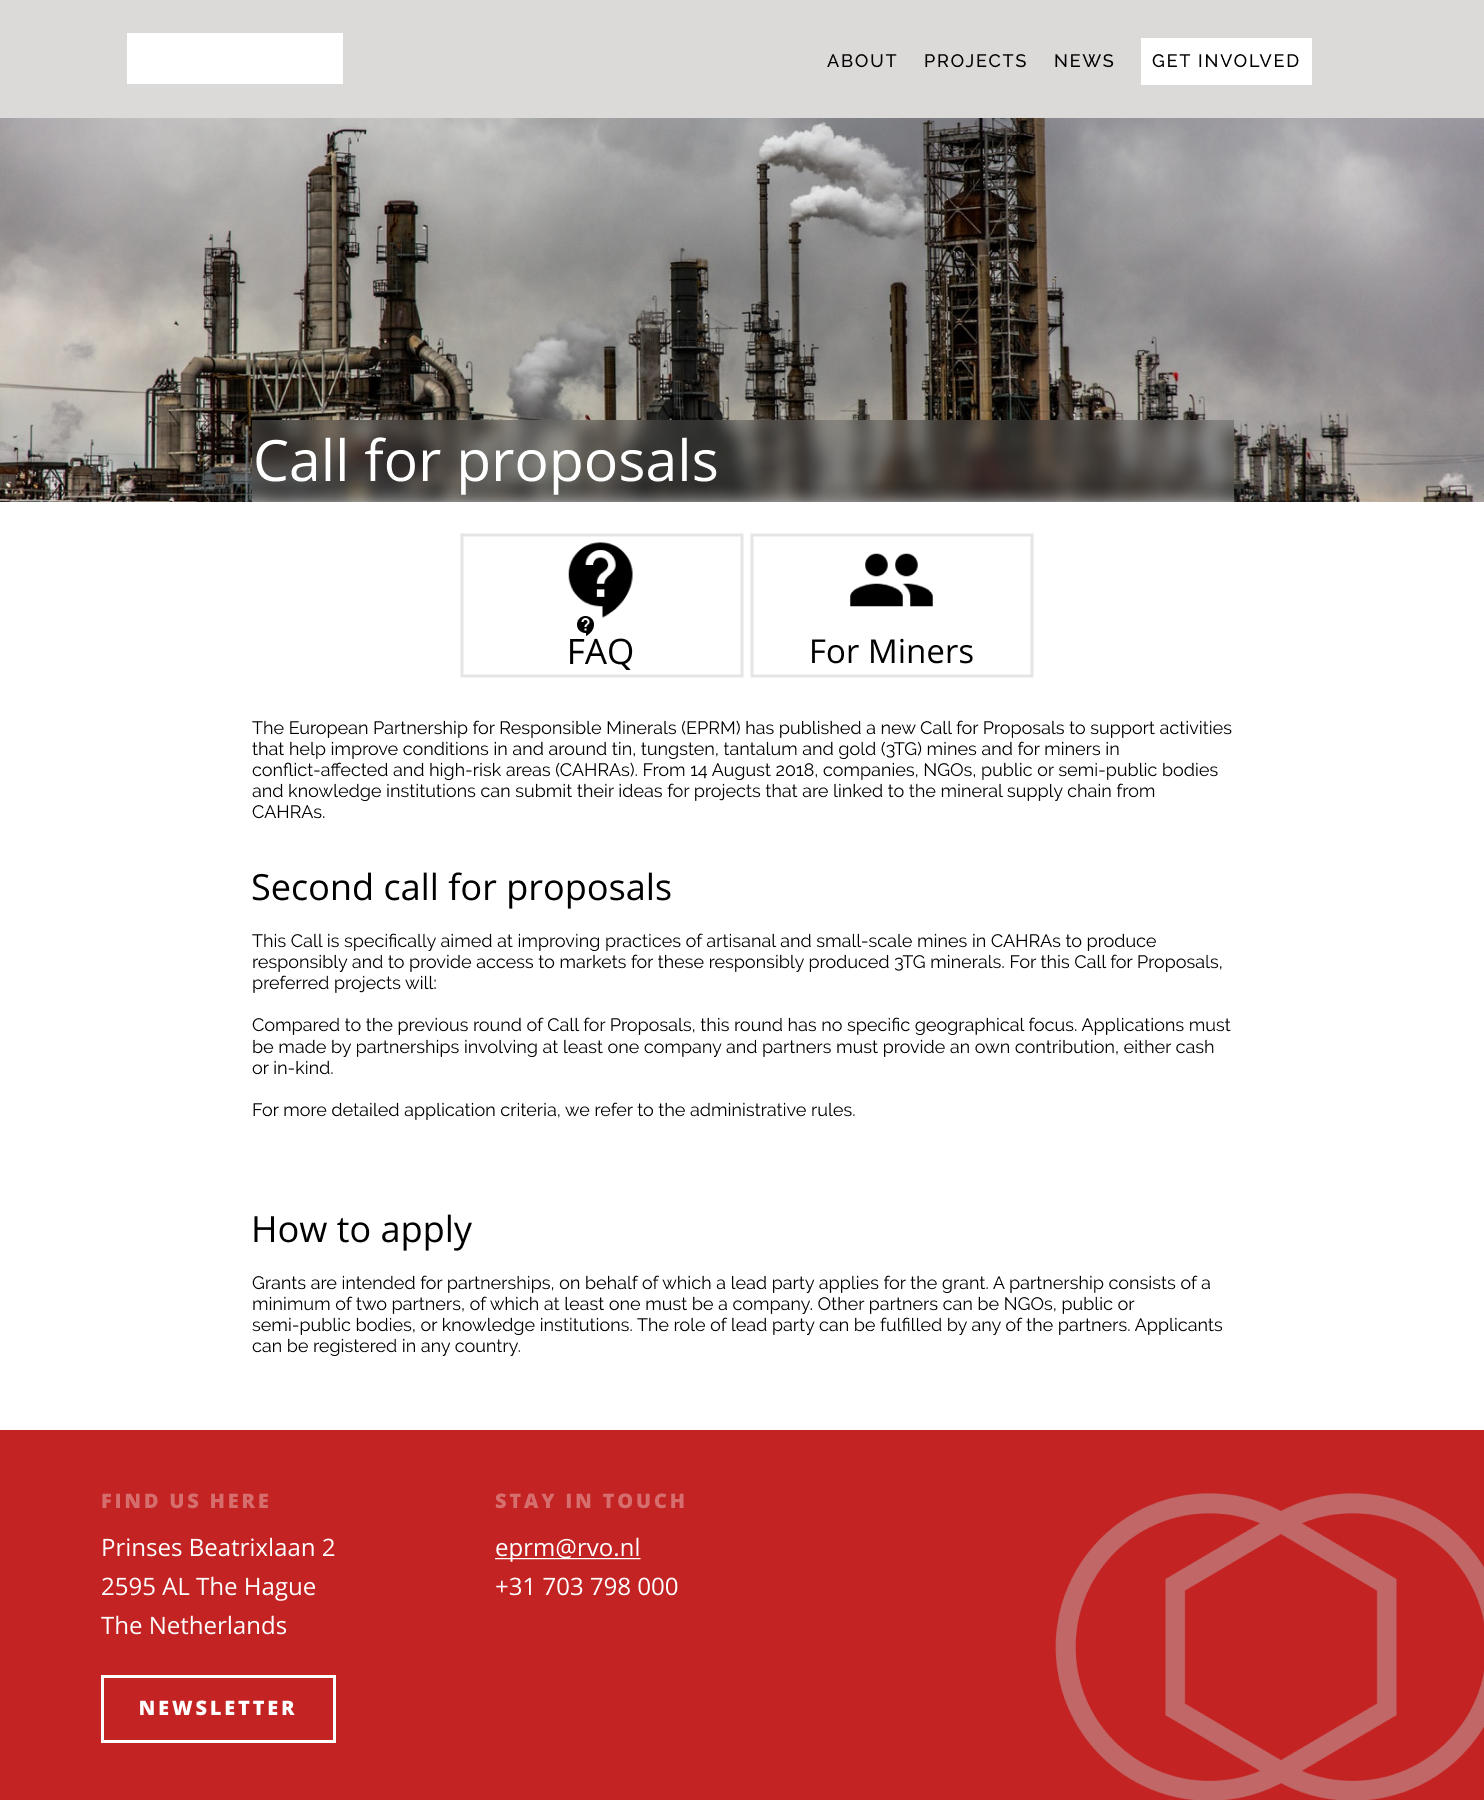 ABOUT PROJECTS NEWS GET INVOLVED
Call for proposals
FAQ
For Miners
The European Partnership for Responsible Minerals (EPRM) has published a new Call for Proposals to support activities
that help improve conditions in and around tin, tungsten, tantalum and gold (3TG) mines and for miners in
conflict-affected and high-risk areas (CAHRAs). From 14 August 2018, companies, NGOs, public or semi-public bodies
and knowledge institutions can submit their ideas for projects that are linked to the mineral supply chain from
CAHRAs.
Second call for proposals
This Call is specifically aimed at improving practices of artisanal and small-scale mines in CAHRAs to produce
responsibly and to provide access to markets for these responsibly produced 3TG minerals. For this Call for Proposals,
preferred projects will:
Compared to the previous round of Call for Proposals, this round has no specific geographical focus. Applications must
be made by partnerships involving at least one company and partners must provide an own contribution, either cash
or in-kind.
For more detailed application criteria, we refer to the administrative rules.
How to apply
Grants are intended for partnerships, on behalf of which a lead party applies for the grant. A partnership consists of a
minimum of two partners, of which at least one must be a company. Other partners can be NGOs, public or
semi-public bodies, or knowledge institutions. The role of lead party can be fulfilled by any of the partners. Applicants
can be registered in any country.
FIND US HERE
Prinses Beatrixlaan 2
2595 AL The Hague
The Netherlands
NEWSLETTER
STAY IN TOUCH
eprm@rvo.nl
+31 703 798 000